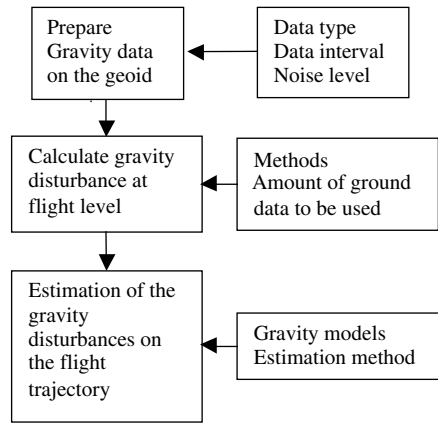 Prepare
Gravity data
on the geoid
Data type
Data interval
Noise level
Calculate gravity
disturbance at
flight level
Methods
Amount of ground
data to be used
Estimation of the
gravity
disturbances on
the flight
trajectory
Gravity models
Estimation method